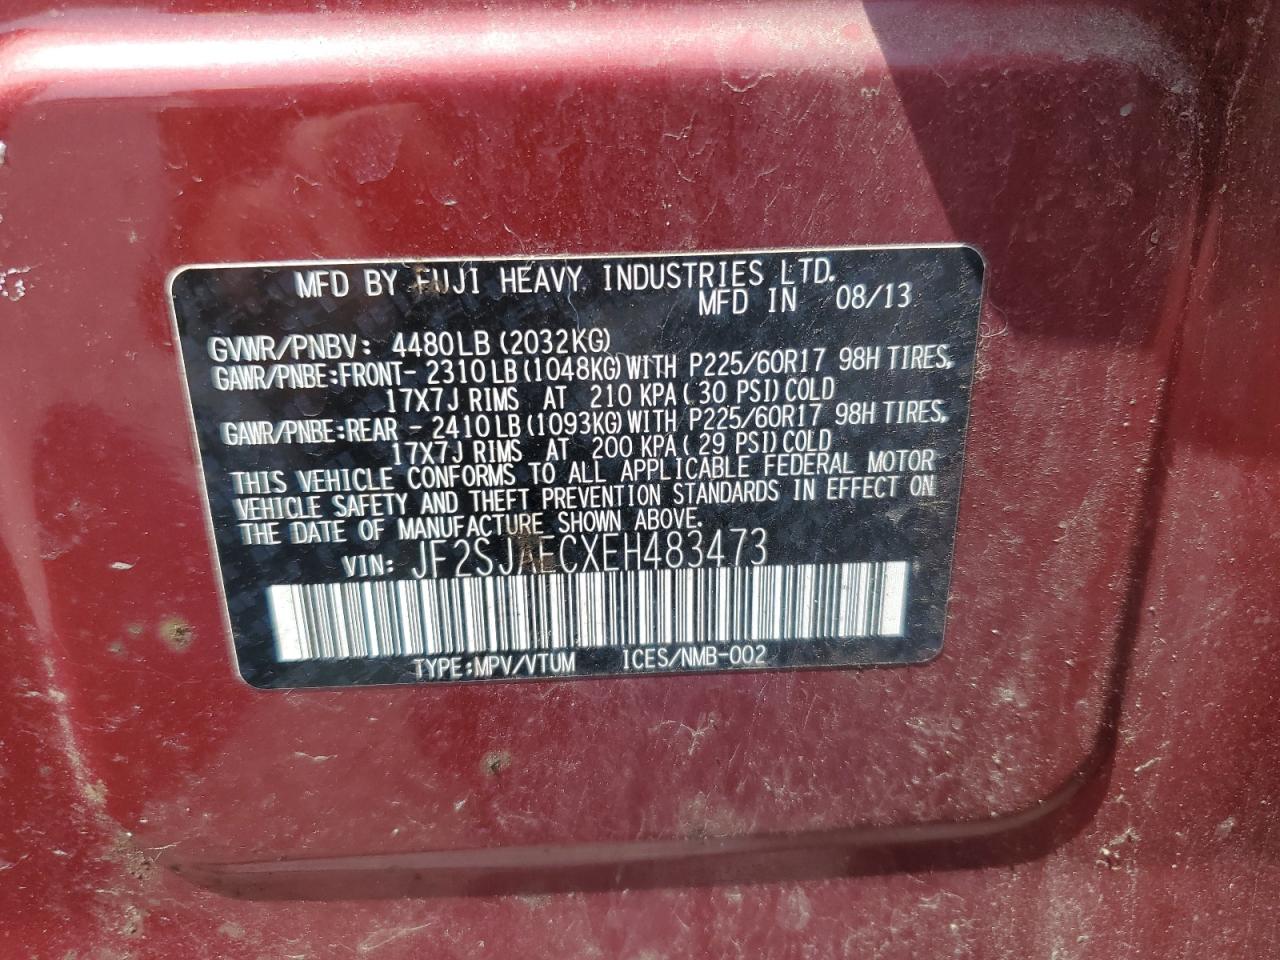 MFD BY FUJI HEAVY INDUSTRIES LTD.
MFD IN 08/13
GVWR/PNBV: 4480LB (2032KG)
GAWR/PNBE:FRONT- 2310LB (1048KG) WITH P225/60R17 98H TIRES,
17X7J RIMS AT 210 KPA (30 PSI) COLD
GAWR/PNBE:REAR - 2410LB (1093KG) WITH P225/60R17 98H TIRES,
17X7J RIMS AT 200 KPA (29 PSI) COLD
THIS VEHICLE CONFORMS TO ALL APPLICABLE FEDERAL MOTOR
VEHICLE SAFETY AND THEFT PREVENTION STANDARDS IN EFFECT ON
THE DATE OF MANUFACTURE SHOWN ABOVE.
VIN: JF2SJAECXEH483473
TYPE:MPV/VTUM ICES/NMB-002